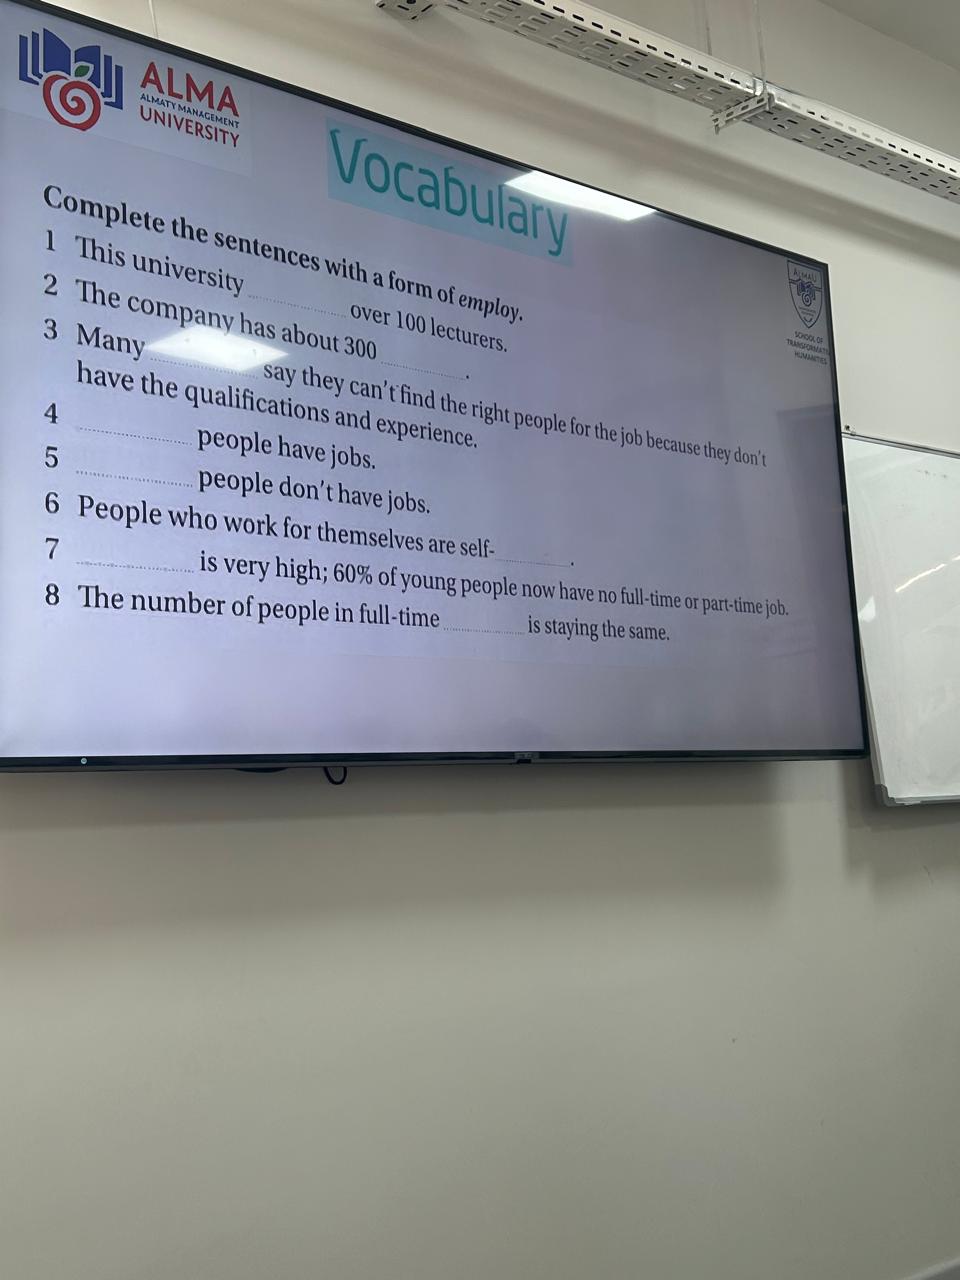 ALMA
ALMATY MANAGEMENT
UNIVERSITY
Vocabulary
Complete the sentences with a form of employ.
1 This university .................... over 100 lecturers.
2 The company has about 300 .................... .
3 Many .................... say they can't find the right people for the job because they don't
have the qualifications and experience.
4 .................... people have jobs.
5 .................... people don't have jobs.
6 People who work for themselves are self-.................... .
7 .................... is very high; 60% of young people now have no full-time or part-time job.
8 The number of people in full-time .................... is staying the same.
ALMAU
SCHOOL OF
HUMANITIES